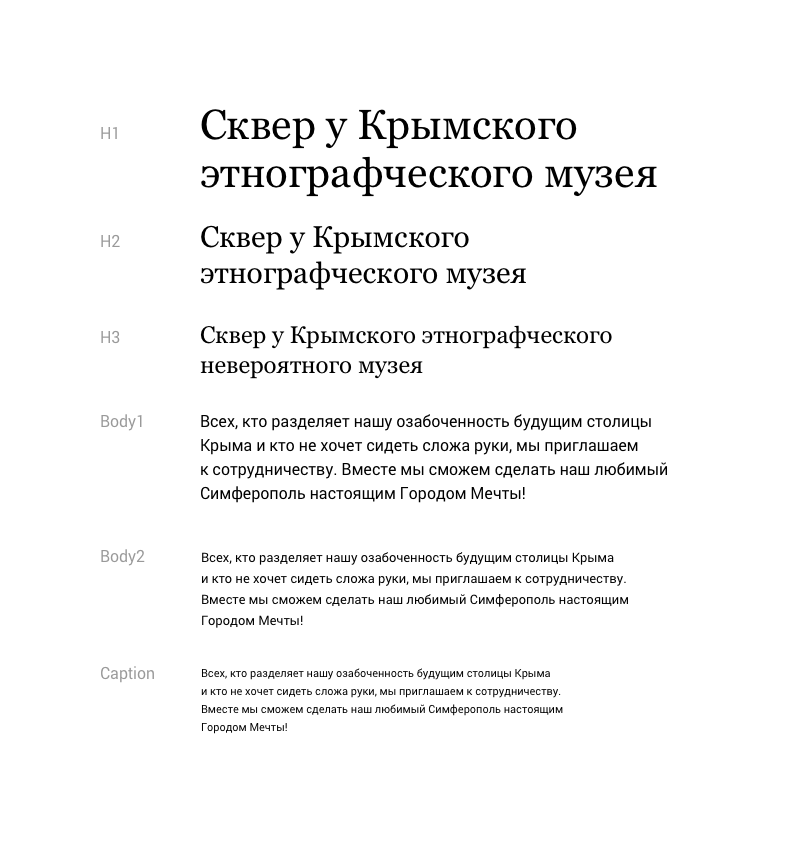 H1
Сквер у Крымского
этнографческого музея
H2
Сквер у Крымского
этнографческого музея
H3
Сквер у Крымского этнографческого
невероятного музея
Body1
Всех, кто разделяет нашу озабоченность будущим столицы
Крыма и кто не хочет сидеть сложа руки, мы приглашаем
к сотрудничеству. Вместе мы сможем сделать наш любимый
Симферополь настоящим Городом Мечты!
Body2
Всех, кто разделяет нашу озабоченность будущим столицы Крыма
и кто не хочет сидеть сложа руки, мы приглашаем к сотрудничеству.
Вместе мы сможем сделать наш любимый Симферополь настоящим
Городом Мечты!
Caption
Всех, кто разделяет нашу озабоченность будущим столицы Крыма
и кто не хочет сидеть сложа руки, мы приглашаем к сотрудничеству.
Вместе мы сможем сделать наш любимый Симферополь настоящим
Городом Мечты!